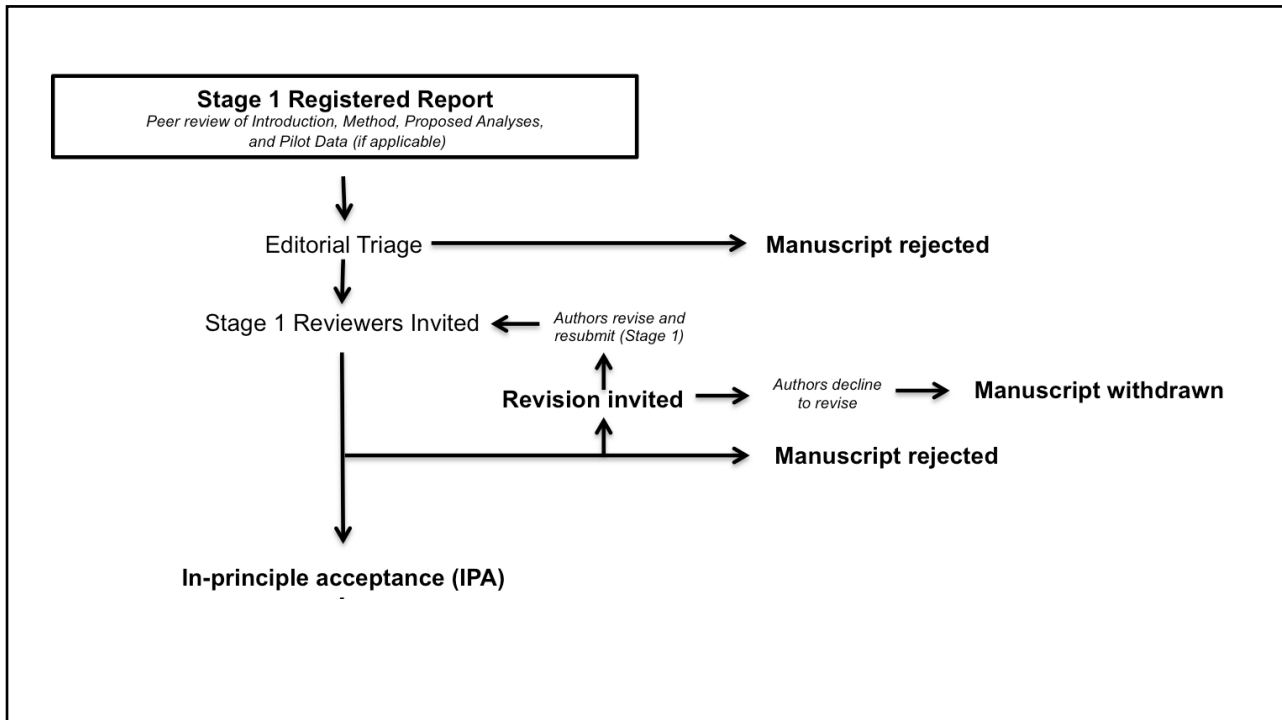 Stage 1 Registered Report
Peer review of Introduction, Method, Proposed Analyses,
and Pilot Data (if applicable)
Editorial Triage
Manuscript rejected
Stage 1 Reviewers Invited
Authors revise and
resubmit (Stage 1)
Revision invited
Authors decline
to revise
Manuscript withdrawn
Manuscript rejected
In-principle acceptance (IPA)